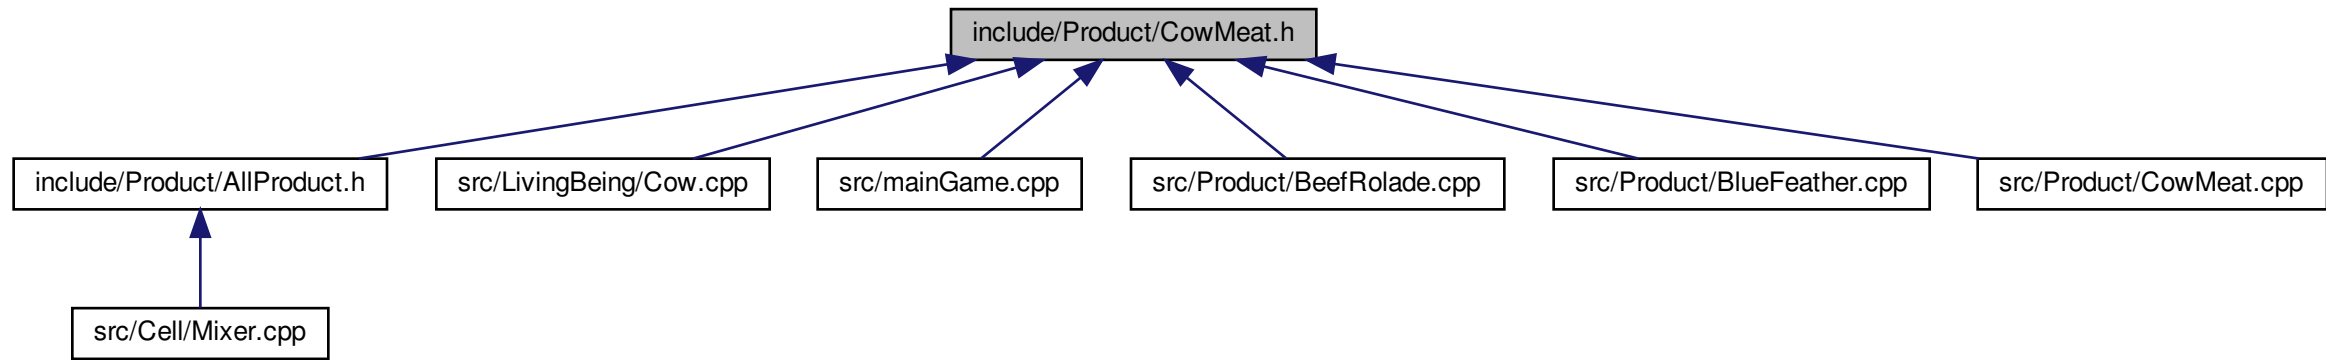 include/Product/CowMeat.h
include/Product/AllProduct.h
src/LivingBeing/Cow.cpp
src/mainGame.cpp
src/Product/BeefRolade.cpp
src/Product/BlueFeather.cpp
src/Product/CowMeat.cpp
src/Cell/Mixer.cpp